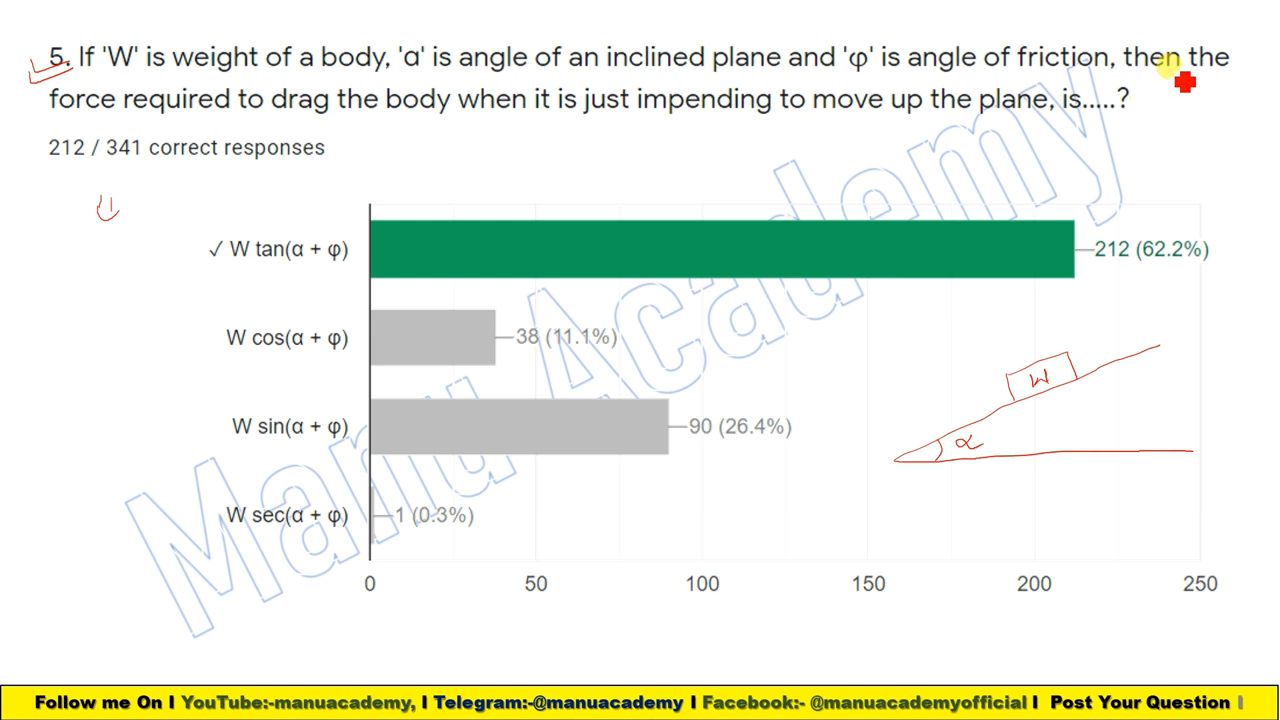 5. If 'W' is weight of a body, 'ɑ' is angle of an inclined plane and 'φ' is angle of friction, then the
force required to drag the body when it is just impending to move up the plane, is.....?
212 / 341 correct responses
✓ W tan(α + φ)
212 (62.2%)
W cos(α + φ)
38 (11.1%)
W sin(α + φ)
90 (26.4%)
W sec(α + φ)
1 (0.3%)
0 50 100 150 200 250
W
α
Manu Academy
Follow me On I YouTube:-manuacademy, I Telegram:-@manuacademy I Facebook:- @manuacademyofficial I Post Your Question I